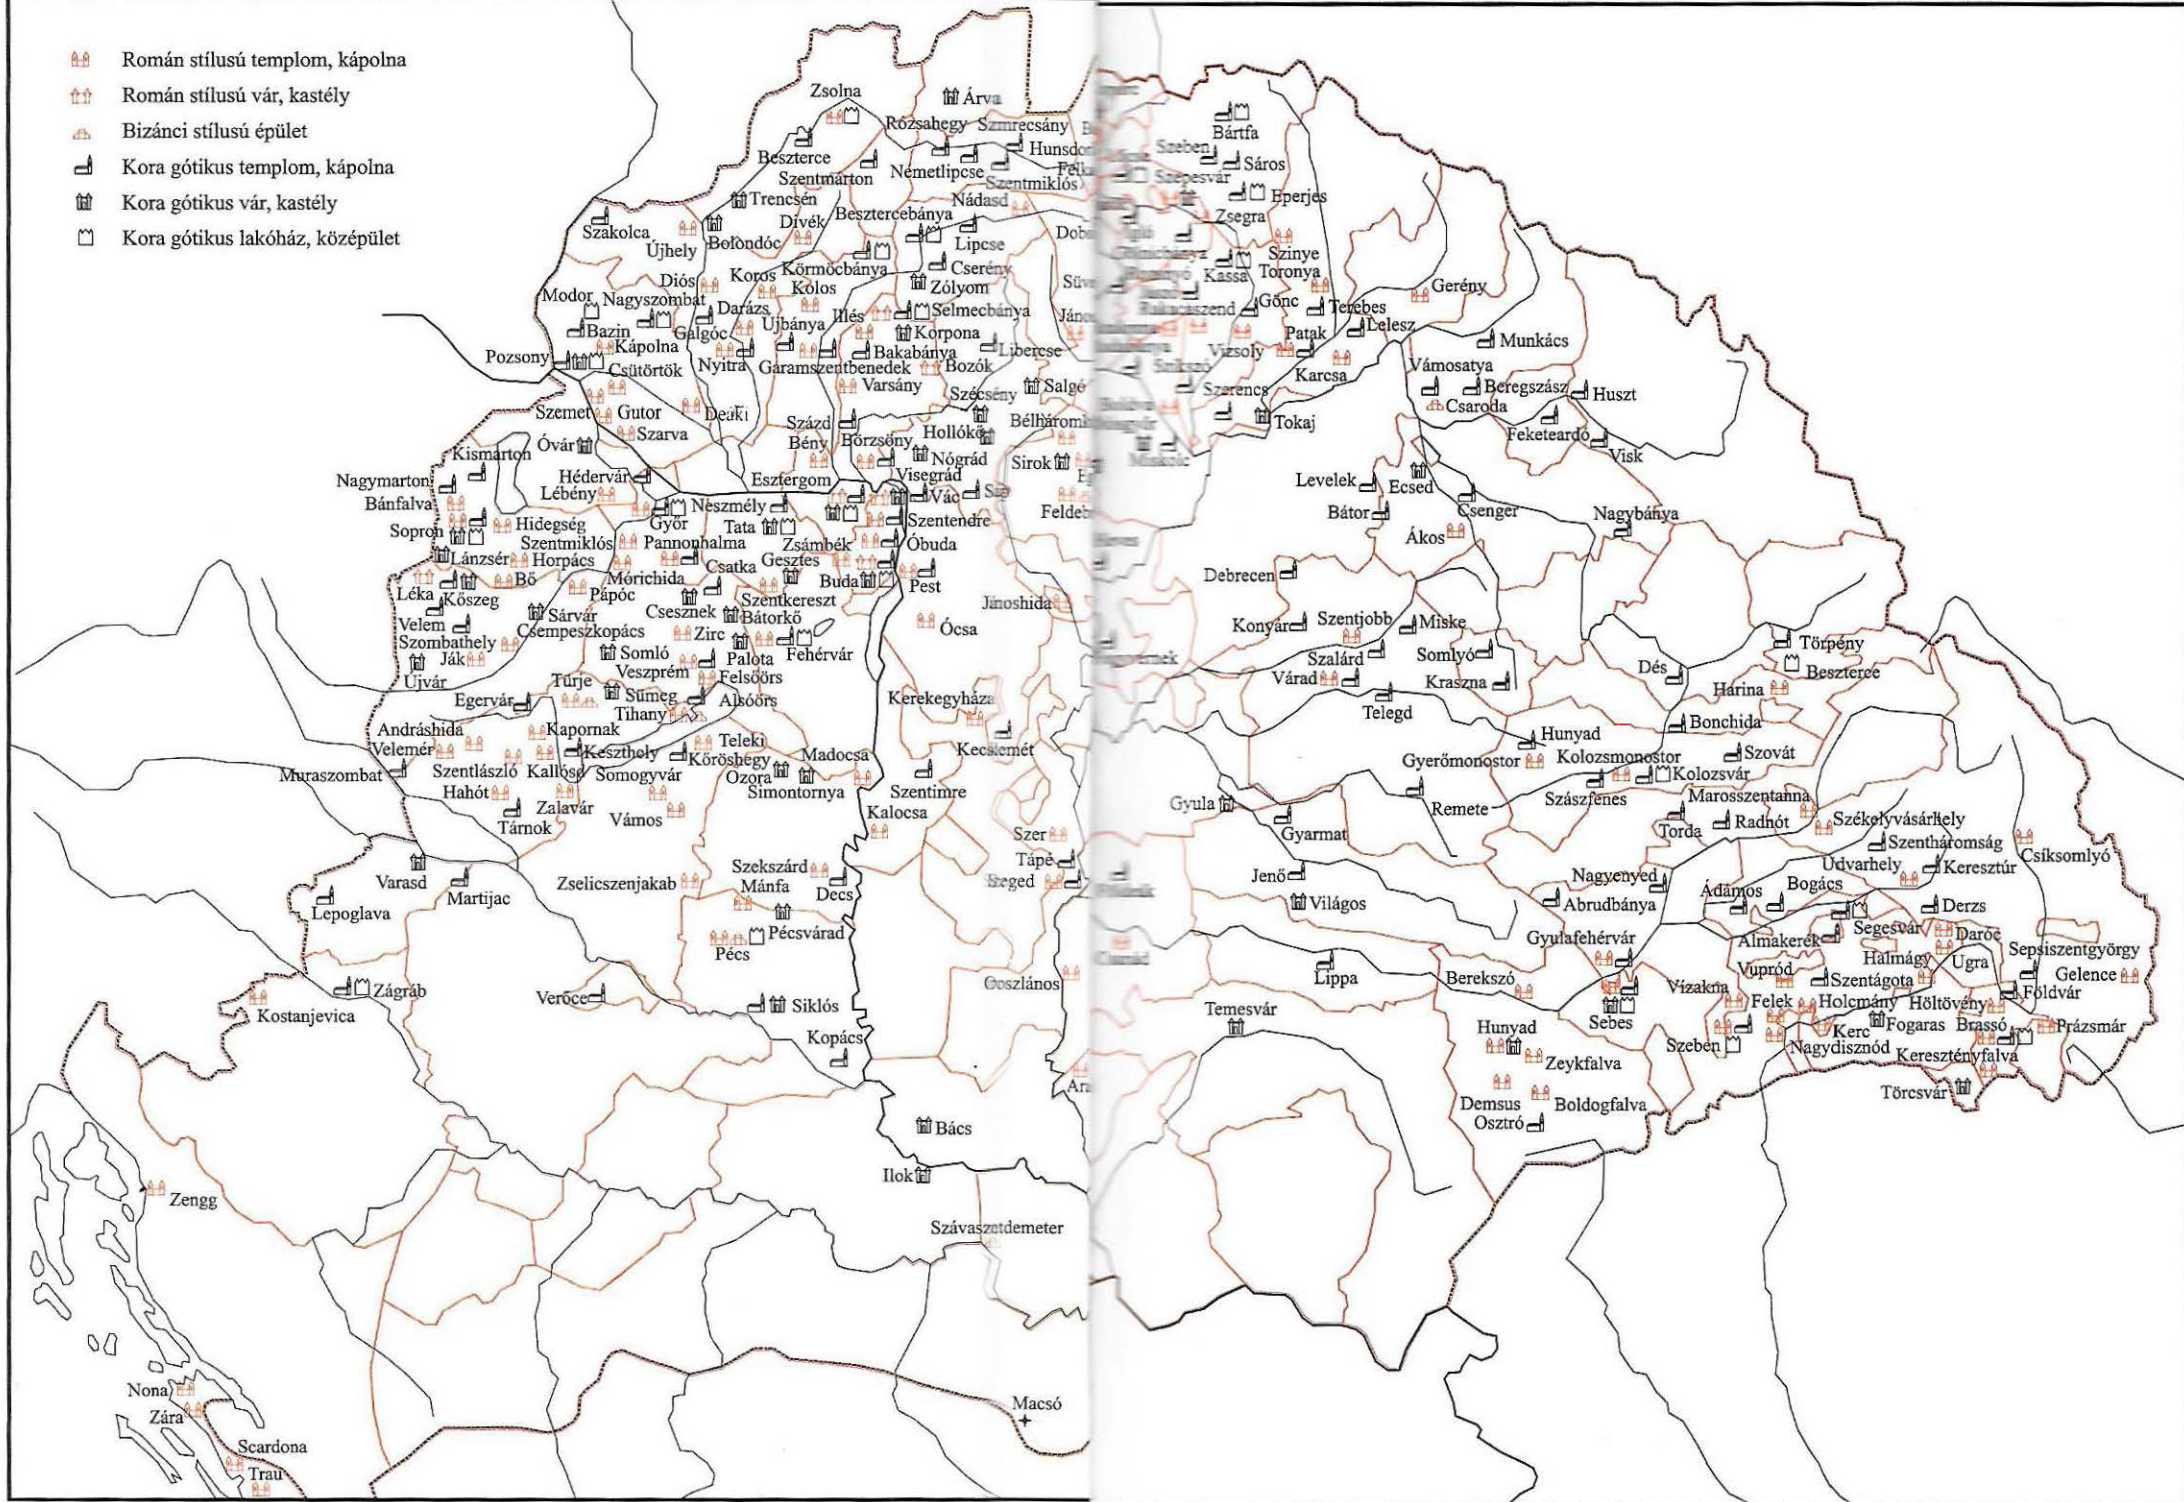 Román stílusú templom, kápolna
Román stílusú vár, kastély
Bizánci stílusú épület
Kora gótikus templom, kápolna
Kora gótikus vár, kastély
Kora gótikus lakóház, középület
Zsolna
Árva
Rózsahegy
Szmrecsány
Beszterce
Szentmárton
Németlipcse
Szentmiklós
Trencsén
Nádasd
Szakolca
Újhely
Bolondóc
Divék
Besztercebánya
Lipcse
Diós
Koros
Körmöcbánya
Cserény
Kolos
Zólyom
Modor
Nagyszombat
Darázs
Újbánya
Illés
Selmecbánya
Bazin
Galgóc
Korpona
Pozsony
Kápolna
Csütörtök
Nyitra
Garamszentbenedek
Bakabánya
Libercse
Bozók
Varsány
Szécsény
Salgó
Szemet
Gutor
Deáki
Szarva
Százd
Bény
Börzsöny
Hollókő
Óvár
Kismarton
Nógrád
Sirok
Nagymarton
Hédervár
Esztergom
Visegrád
Bánfalva
Lébény
Neszmély
Vác
Sopron
Hidegség
Győr
Tata
Szentendre
Szentmiklós
Pannonhalma
Zsámbék
Óbuda
Lánzsér
Horpács
Csatka
Gesztes
Bő
Mórichida
Buda
Pest
Léka
Kőszeg
Pápóc
Csesznek
Szentkereszt
Bátorkő
Jánoshida
Velem
Sárvár
Csempeszkopács
Zirc
Ócsa
Szombathely
Ják
Somló
Palota
Fehérvár
Veszprém
Felsőörs
Újvár
Türje
Sümeg
Alsóörs
Egervár
Tihany
Kerekegyháza
Andráshida
Kapornak
Velemér
Keszthely
Teleki
Kőröshegy
Madocsa
Kecskemét
Muraszombat
Szentlászló
Kallósd
Somogyvár
Ozora
Simontornya
Szentimre
Hahót
Zalavár
Vámos
Kalocsa
Tárnok
Szer
Tápé
Szeged
Varasd
Martijac
Zselicszenjakab
Szekszárd
Mánfa
Decs
Lepoglava
Pécsvárad
Pécs
Oroszlános
Zágráb
Verőce
Siklós
Kostanjevica
Kopács
Bács
Ilok
Zengg
Szávaszetdemeter
Nona
Zára
Macsó
Scardona
Trau
Bártfa
Szeben
Sáros
Szepesvár
Eperjes
Zsegra
Szinye
Kassa
Toronya
Gönc
Terebes
Gerény
Vizsoly
Patak
Lelesz
Munkács
Karcsa
Szikszó
Szerencs
Tokaj
Vámosatya
Beregszász
Huszt
Csaroda
Feketeardó
Visk
Miskolc
Levelek
Ecsed
Bátor
Csenger
Nagybánya
Ákos
Debrecen
Konyár
Szentjobb
Miske
Törpény
Szalárd
Somlyó
Beszterce
Várad
Kraszna
Dés
Harina
Telegd
Bonchida
Hunyad
Gyerőmonostor
Kolozsmonostor
Szovát
Kolozsvár
Szászfenes
Gyula
Remete
Marosszentanna
Gyarmat
Torda
Radnót
Székelyvásárhely
Szentháromság
Csíksomlyó
Jenő
Nagyenyed
Udvarhely
Keresztúr
Világos
Abrudbánya
Ádámos
Bogács
Derzs
Gyulafehérvár
Almakerék
Segesvár
Daróc
Sepsiszentgyörgy
Halmágy
Ugra
Lippa
Berekszó
Vízakna
Vupród
Szentágota
Gelence
Földvár
Temesvár
Sebes
Felek
Holcmány
Höltövény
Hunyad
Kerc
Fogaras
Brassó
Prázsmár
Zeykfalva
Szeben
Nagydisznód
Keresztényfalva
Törcsvár
Demsus
Boldogfalva
Osztró